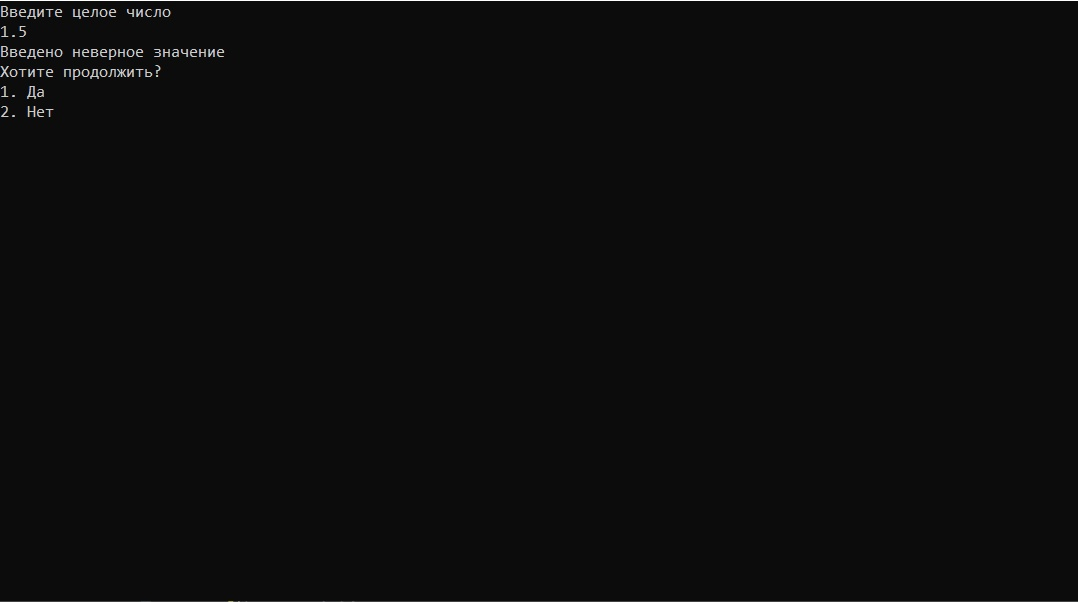 Введите целое число
1.5
Введено неверное значение
Хотите продолжить?
1. Да
2. Нет